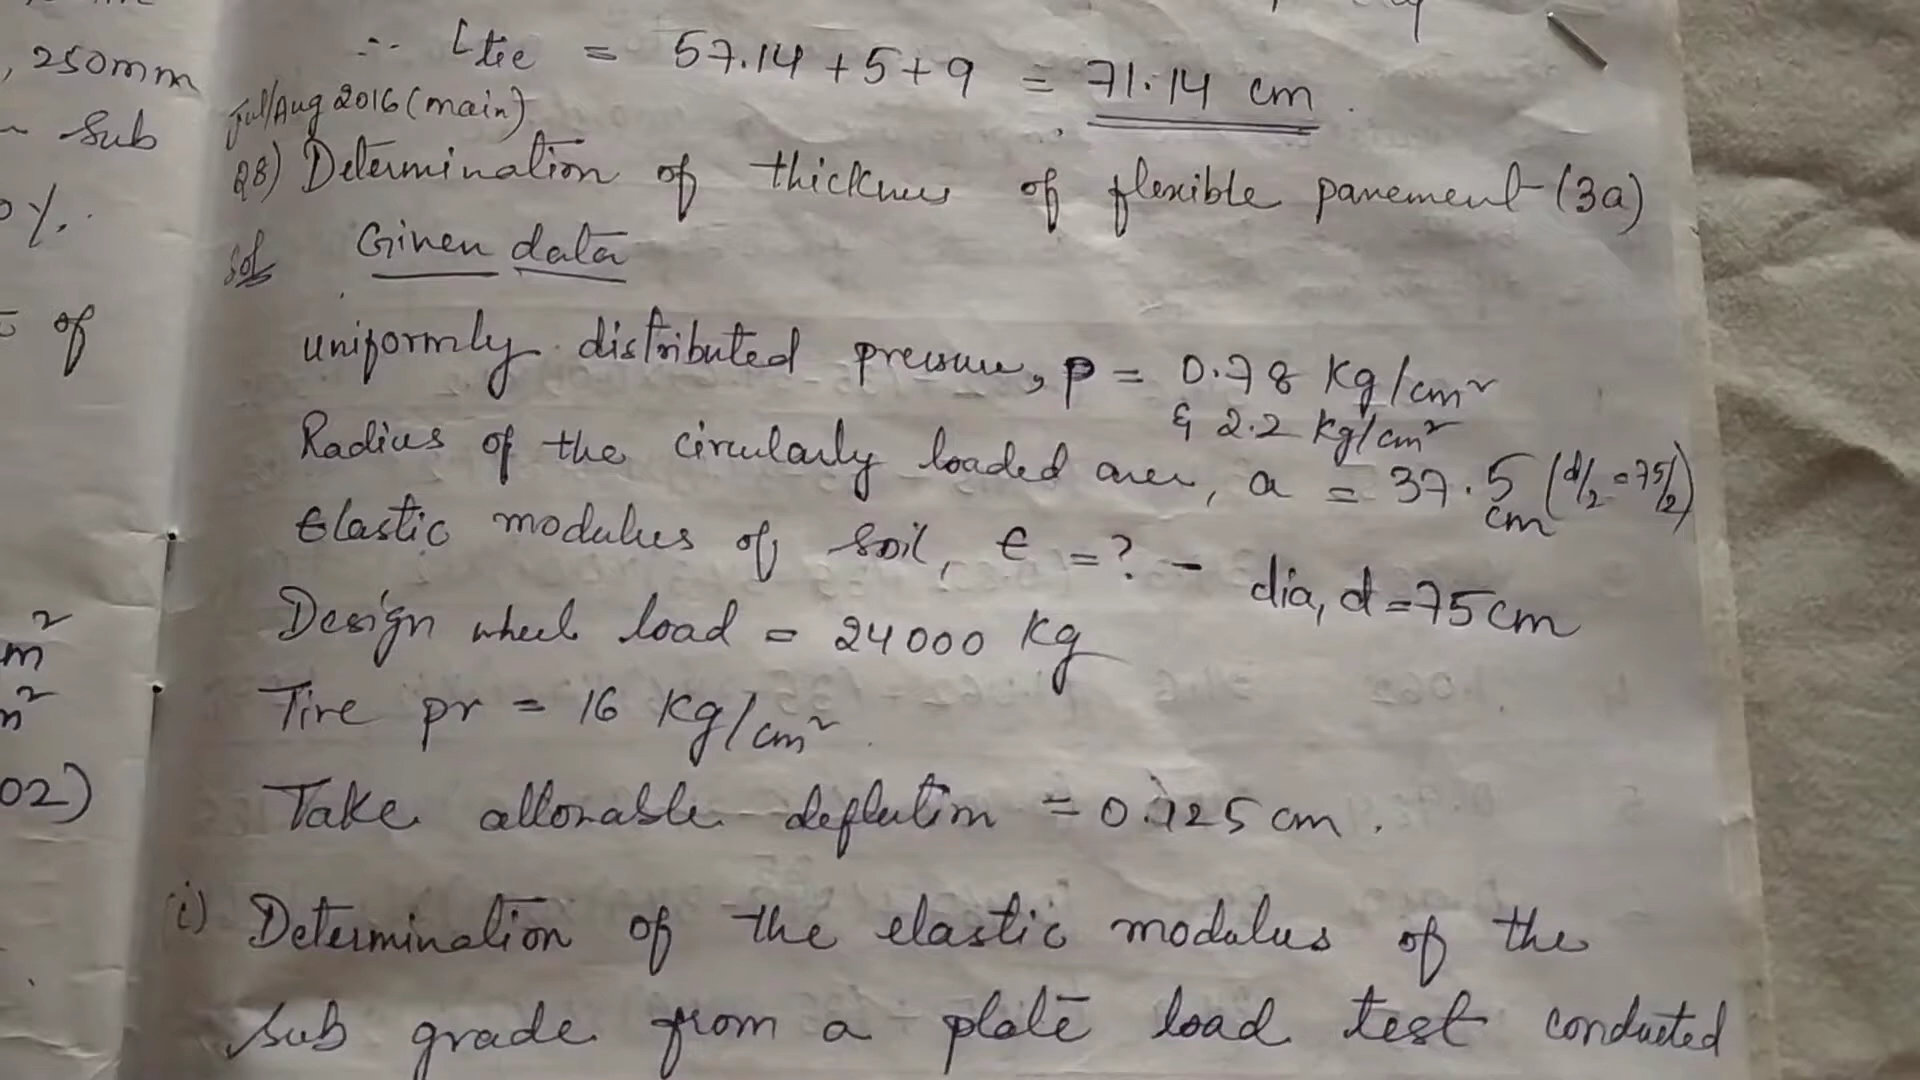 , 250mm
Sub
0%.
of
m²
n²
02)
∴ Ltie = 57.14 + 5 + 9 = 71.14 cm.
Jul/Aug 2016 (main)
Q8) Determination of thickness of flexible pavement (3a)
Sol Given data
uniformly distributed pressure, p = 0.78 kg/cm²
& 2.2 kg/cm²
Radius of the circularly loaded area, a = 37.5 cm (d/2 = 75/2)
Elastic modulus of soil, E = ? - dia, d = 75 cm
Design wheel load = 24000 kg
Tire pr = 16 kg/cm².
Take allowable deflection = 0.125 cm.
(i) Determination of the elastic modulus of the
sub grade from a plate load test conducted